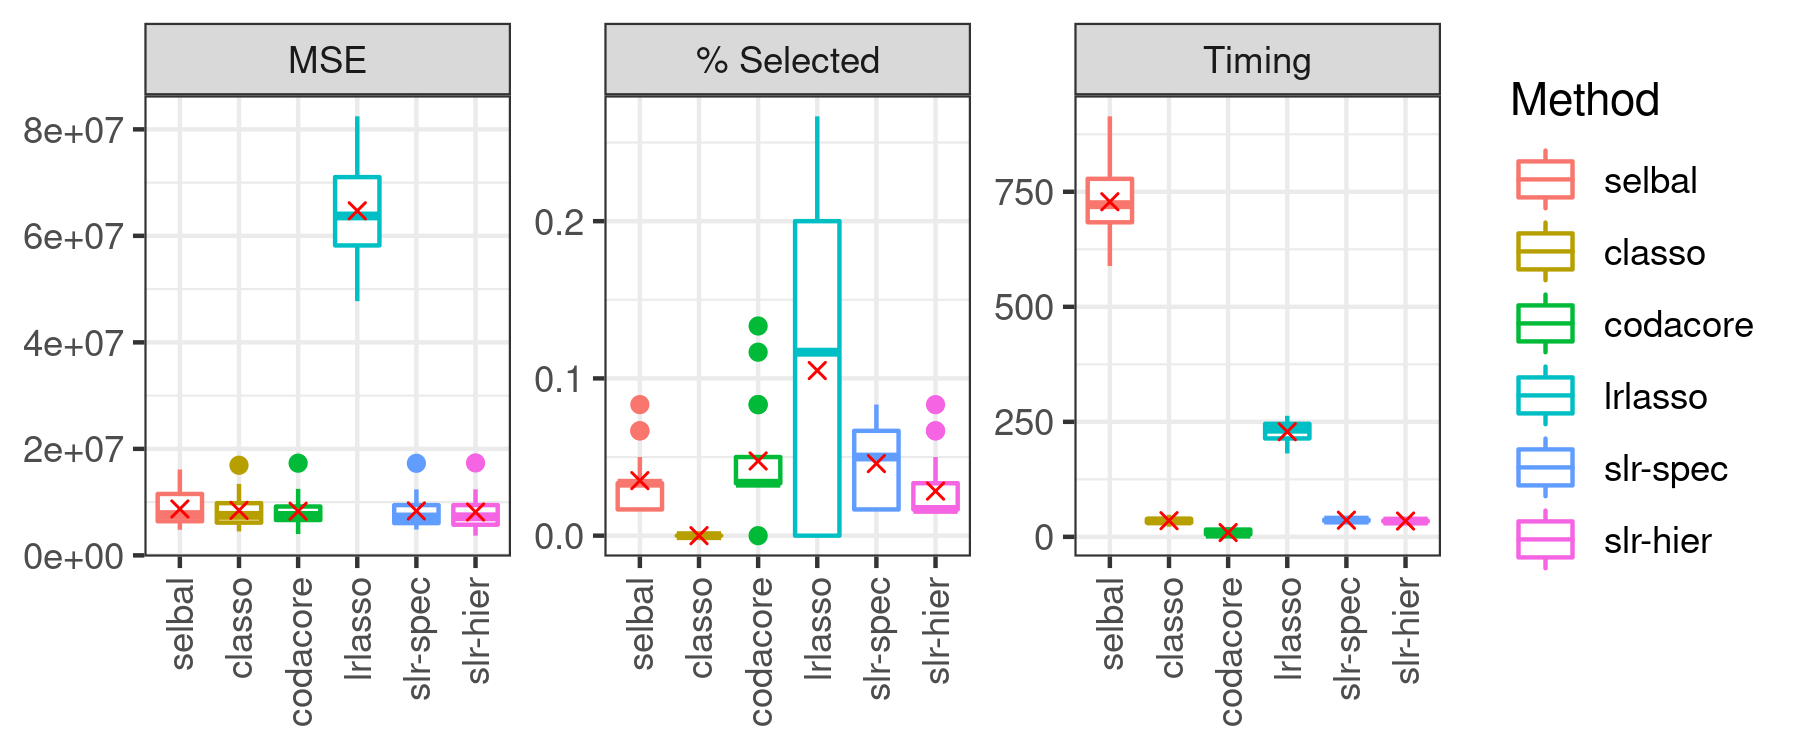 MSE
% Selected
Timing
8e+07
6e+07
4e+07
2e+07
0e+00
selbal
classo
codacore
lrlasso
slr-spec
slr-hier
0.2
0.1
0.0
selbal
classo
codacore
lrlasso
slr-spec
slr-hier
750
500
250
0
selbal
classo
codacore
lrlasso
slr-spec
slr-hier
Method
selbal
classo
codacore
lrlasso
slr-spec
slr-hier